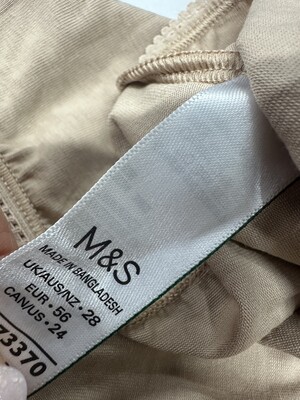 M&S
MADE IN BANGLADESH
UK/AUS/NZ • 28
EUR • 56
CAN/US • 24
73370